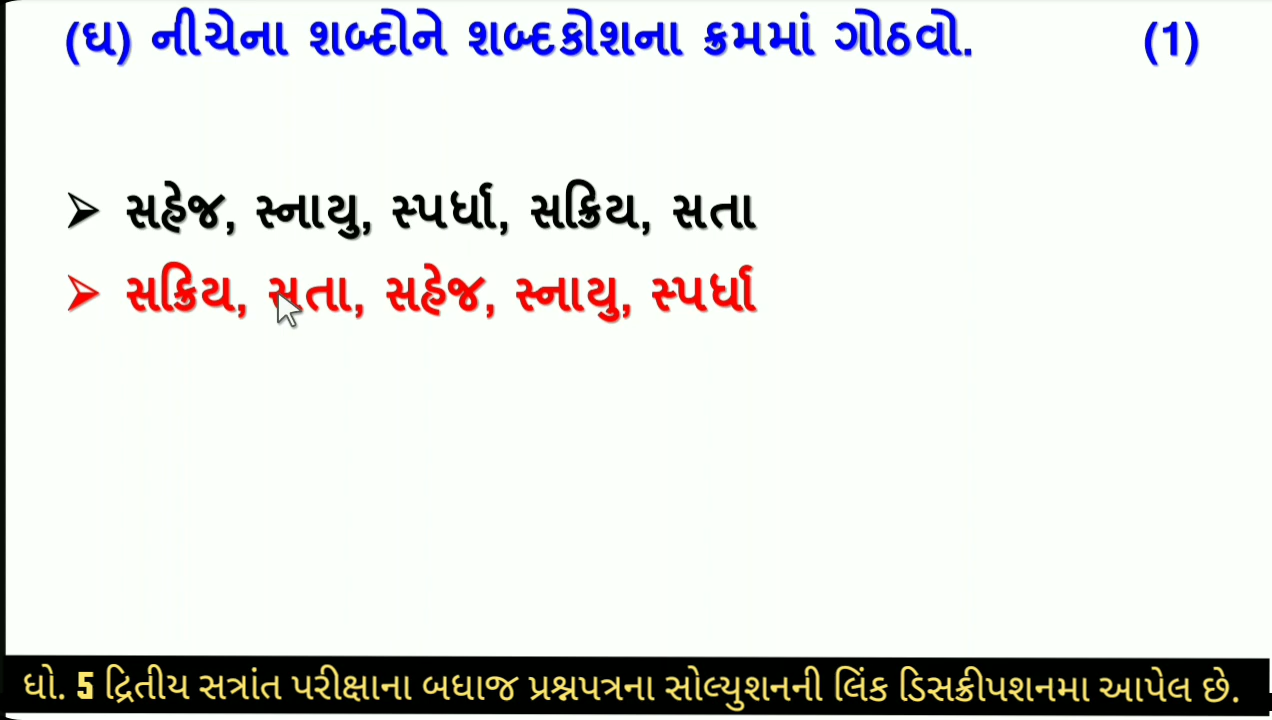 (ઘ) નીચેના શબ્દોને શબ્દકોશના ક્રમમાં ગોઠવો. (1)
➢ સહેજ, સ્નાયુ, સ્પર્ધા, સક્રિય, સતા
➢ સક્રિય, સતા, સહેજ, સ્નાયુ, સ્પર્ધા
ધો. 5 દ્વિતીય સત્રાંત પરીક્ષાના બધાજ પ્રશ્નપત્રના સોલ્યુશનની લિંક ડિસક્રીપશનમા આપેલ છે.